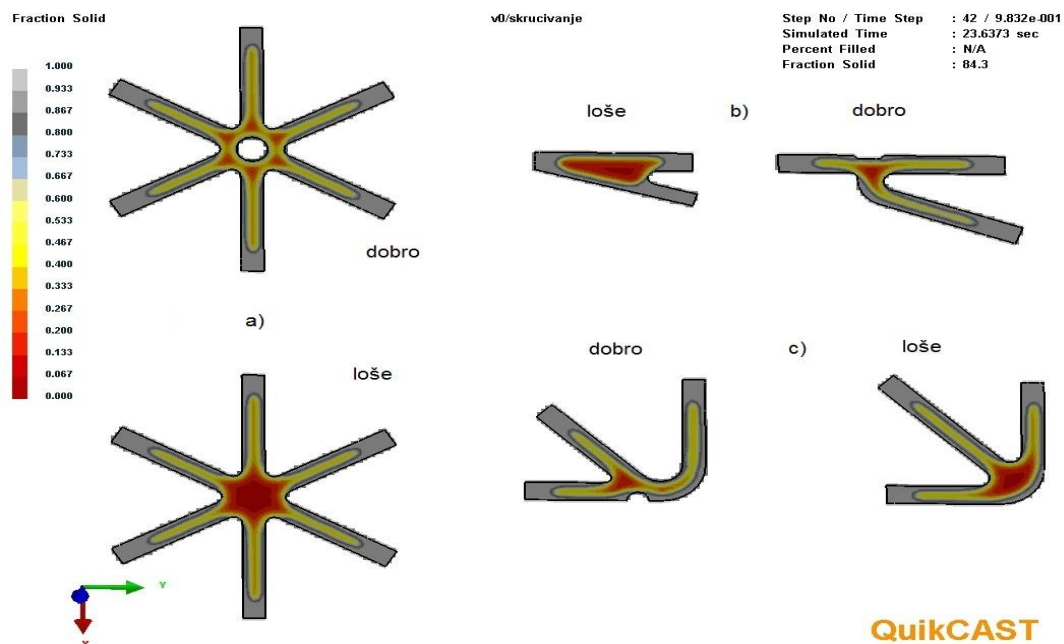 Fraction Solid
v0/skrucivanje
Step No / Time Step : 42 / 9.832e-001
Simulated Time : 23.6373 sec
Percent Filled : N/A
Fraction Solid : 84.3
1.000
0.933
0.867
0.800
0.733
0.667
0.600
0.533
0.467
0.400
0.333
0.267
0.200
0.133
0.067
0.000
dobro
a)
loše
loše
b)
dobro
dobro
c)
loše
Y
X
QuikCAST